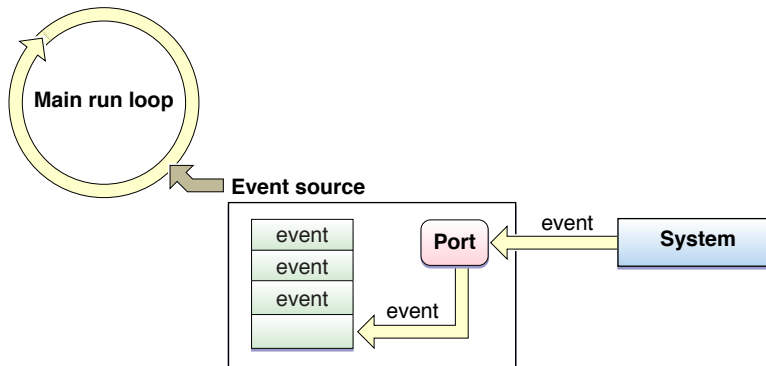 Main run loop
Event source
event
event
event
Port
event
event
System